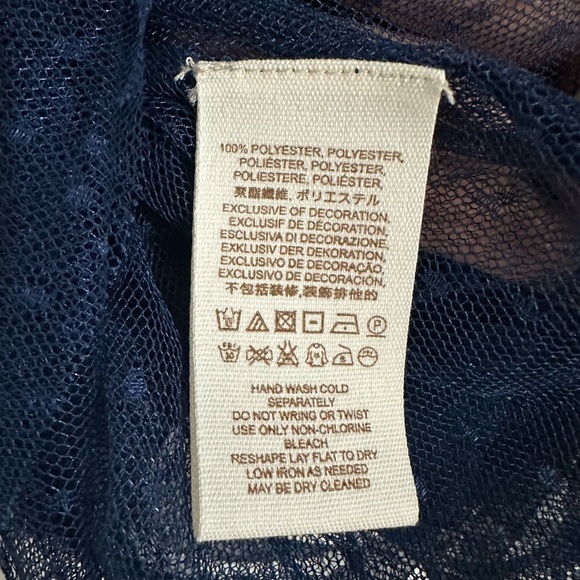 100% POLYESTER, POLYESTER,
POLIÉSTER, POLYESTER,
POLIESTERE, POLIÉSTER,
聚酯纖維, ポリエステル
EXCLUSIVE OF DECORATION,
EXCLUSIF DE DÉCORATION,
ESCLUSIVA DI DECORAZIONE,
EXKLUSIV DER DEKORATION,
EXCLUSIVO DE DECORAÇÃO,
EXCLUSIVO DE DECORACIÓN,
不包括装修, 装飾排他的
P
HAND WASH COLD
SEPARATELY
DO NOT WRING OR TWIST
USE ONLY NON-CHLORINE
BLEACH
RESHAPE LAY FLAT TO DRY
LOW IRON AS NEEDED
MAY BE DRY CLEANED